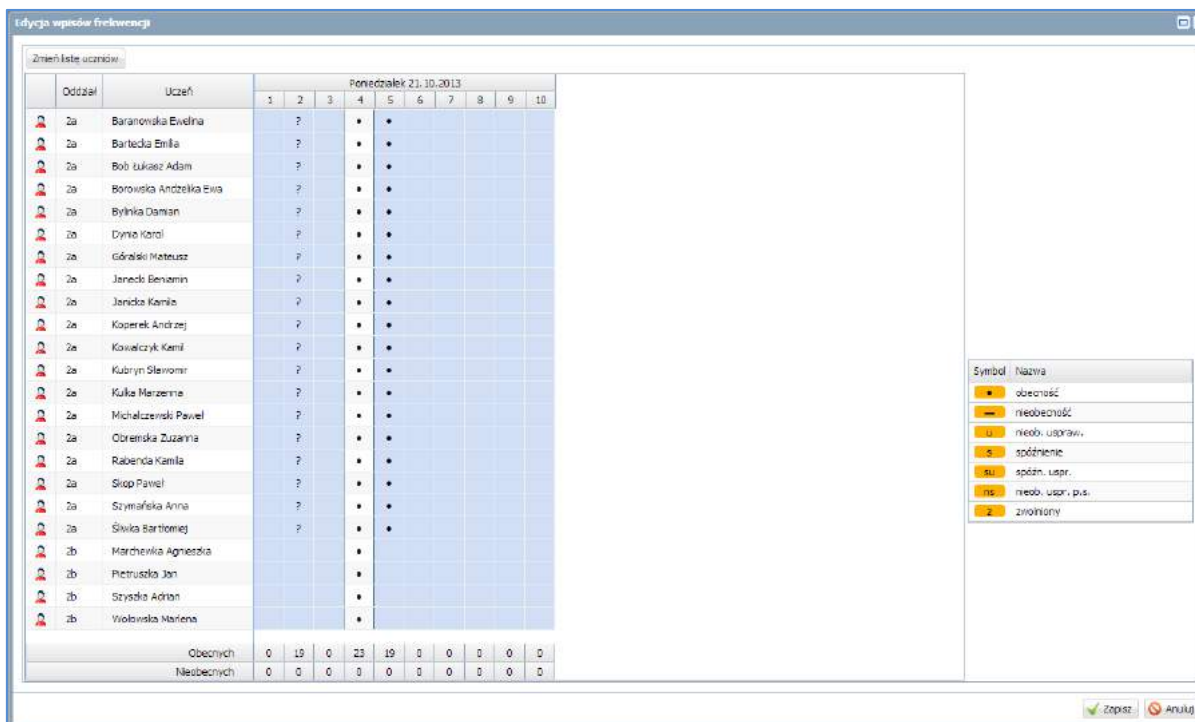 Edycja wpisów frekwencji
Zmień listę uczniów
Oddział Uczeń Poniedziałek 21.10.2013
1 2 3 4 5 6 7 8 9 10
2a Baranowska Ewelina ? • •
2a Bartecka Emilia ? • •
2a Bob Łukasz Adam ? • •
2a Borowska Andżelika Ewa ? • •
2a Bylinka Damian ? • •
2a Dynia Karol ? • •
2a Góralski Mateusz ? • •
2a Janecki Beniamin ? • •
2a Janicka Kamila ? • •
2a Koperek Andrzej ? • •
2a Kowalczyk Kamil ? • •
2a Kubryn Sławomir ? • •
2a Kulka Marzenna ? • •
2a Michalczewski Paweł ? • •
2a Obremska Zuzanna ? • •
2a Rabenda Kamila ? • •
2a Skop Paweł ? • •
2a Szymańska Anna ? • •
2a Śliwka Bartłomiej ? • •
2b Marchewka Agnieszka •
2b Pietruszka Jan •
2b Szyszka Adrian •
2b Wołowska Marlena •
Obecnych 0 19 0 23 19 0 0 0 0 0
Nieobecnych 0 0 0 0 0 0 0 0 0 0
Symbol Nazwa
• obecność
— nieobecność
u nieob. uspraw.
s spóźnienie
su spóźn. uspr.
ns nieob. uspr. p.s.
z zwolniony
Zapisz Anuluj